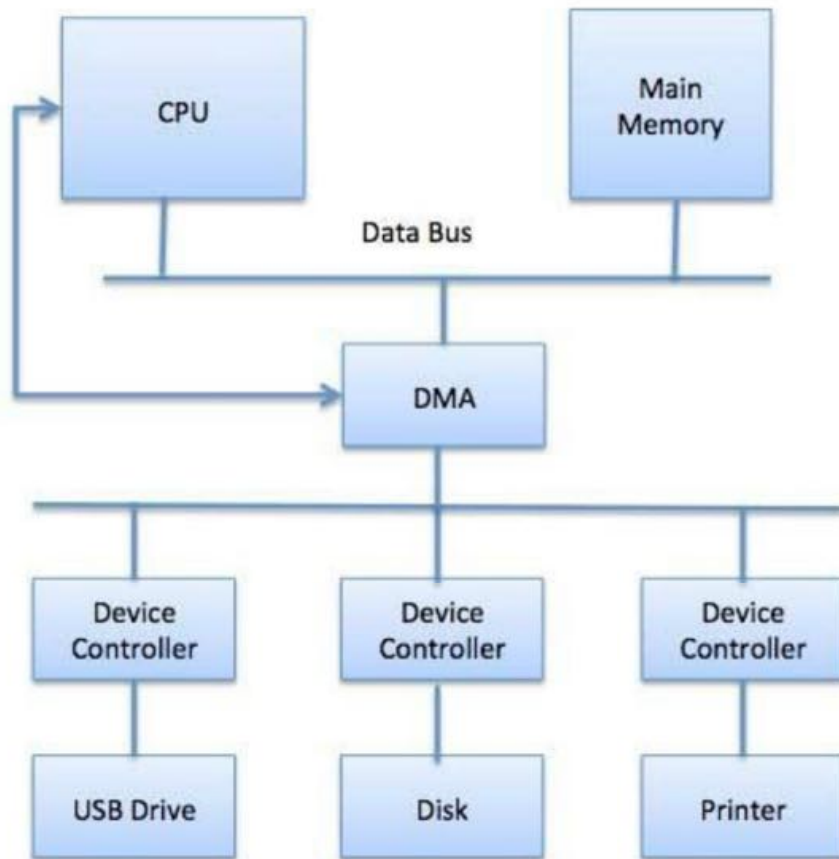 CPU
Main
Memory
Data Bus
DMA
Device
Controller
Device
Controller
Device
Controller
USB Drive
Disk
Printer